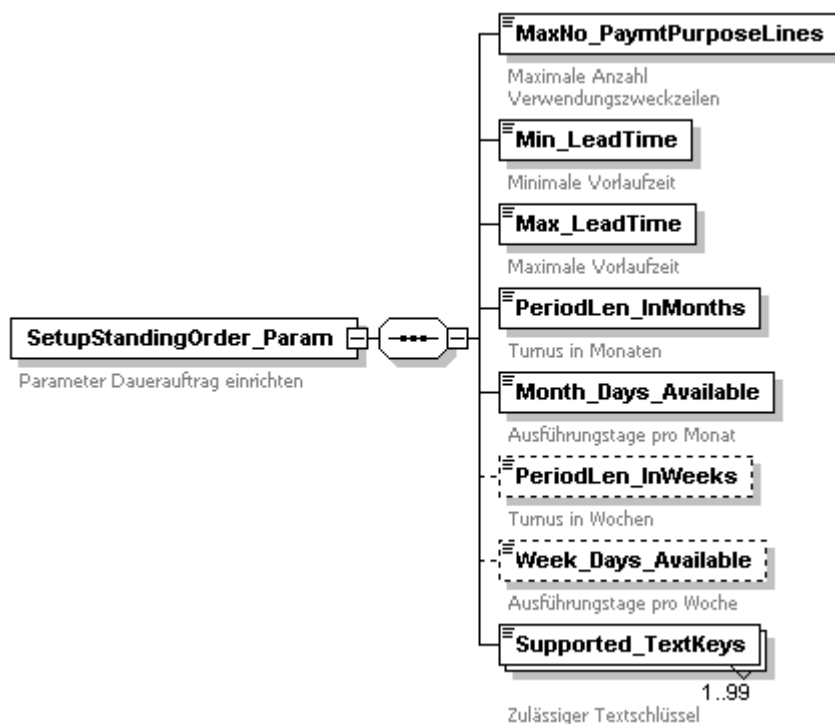 MaxNo_PaymtPurposeLines
Maximale Anzahl
Verwendungszweckzeilen
Min_LeadTime
Minimale Vorlaufzeit
Max_LeadTime
Maximale Vorlaufzeit
SetupStandingOrder_Param
Parameter Dauerauftrag einrichten
PeriodLen_InMonths
Turnus in Monaten
Month_Days_Available
Ausführungstage pro Monat
PeriodLen_InWeeks
Turnus in Wochen
Week_Days_Available
Ausführungstage pro Woche
Supported_TextKeys
1..99
Zulässiger Textschlüssel